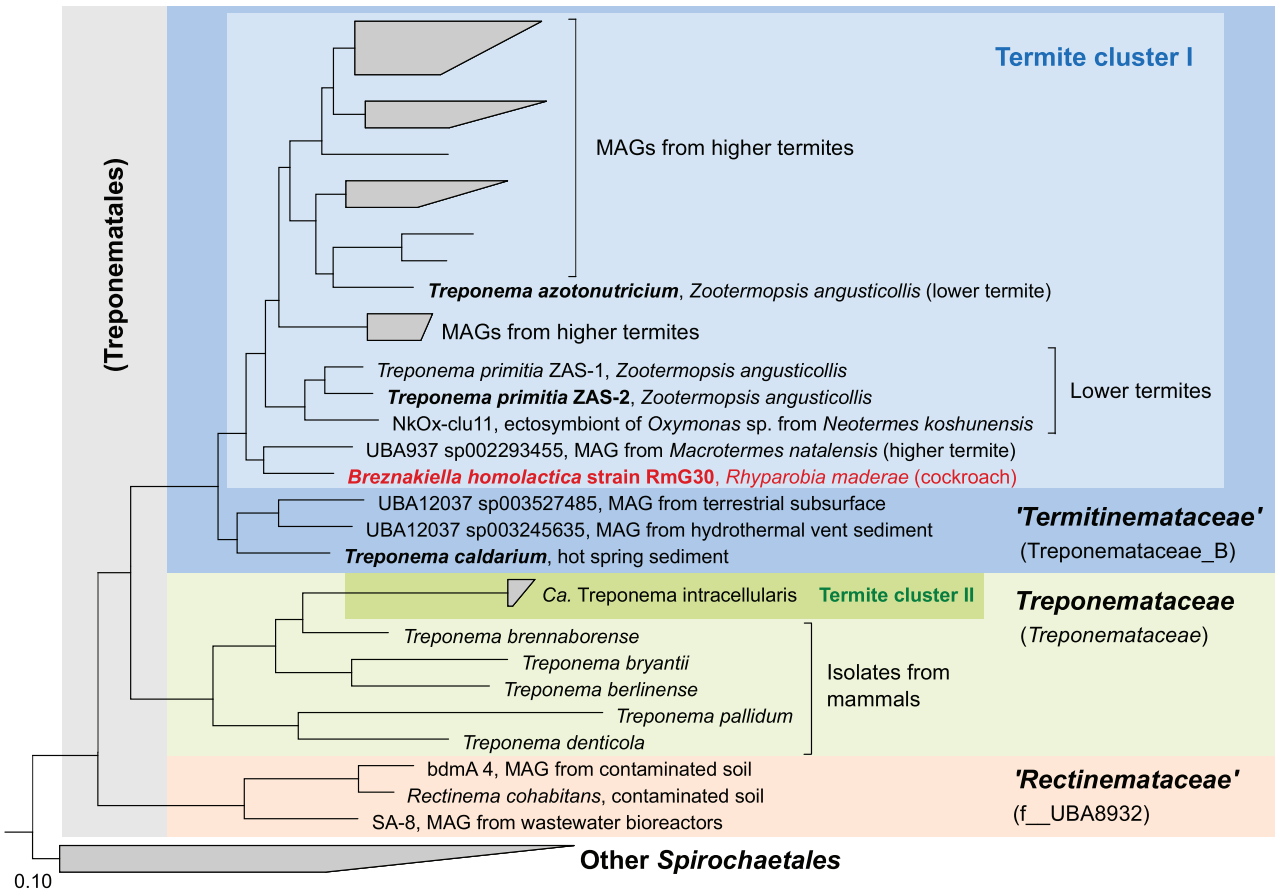 Termite cluster I
MAGs from higher termites
(Treponematales)
Treponema azotonutricium, Zootermopsis angusticollis (lower termite)
MAGs from higher termites
Treponema primitia ZAS-1, Zootermopsis angusticollis
Treponema primitia ZAS-2, Zootermopsis angusticollis
Lower termites
NkOx-clu11, ectosymbiont of Oxymonas sp. from Neotermes koshunensis
UBA937 sp002293455, MAG from Macrotermes natalensis (higher termite)
Breznakiella homolactica strain RmG30, Rhyparobia maderae (cockroach)
UBA12037 sp003527485, MAG from terrestrial subsurface
UBA12037 sp003245635, MAG from hydrothermal vent sediment
Treponema caldarium, hot spring sediment
'Termitinemataceae'
(Treponemataceae_B)
Ca. Treponema intracellularis
Termite cluster II
Treponemataceae
(Treponemataceae)
Treponema brennaborense
Treponema bryantii
Treponema berlinense
Treponema pallidum
Treponema denticola
Isolates from
mammals
bdmA 4, MAG from contaminated soil
Rectinema cohabitans, contaminated soil
SA-8, MAG from wastewater bioreactors
'Rectinemataceae'
(f__UBA8932)
Other Spirochaetales
0.10